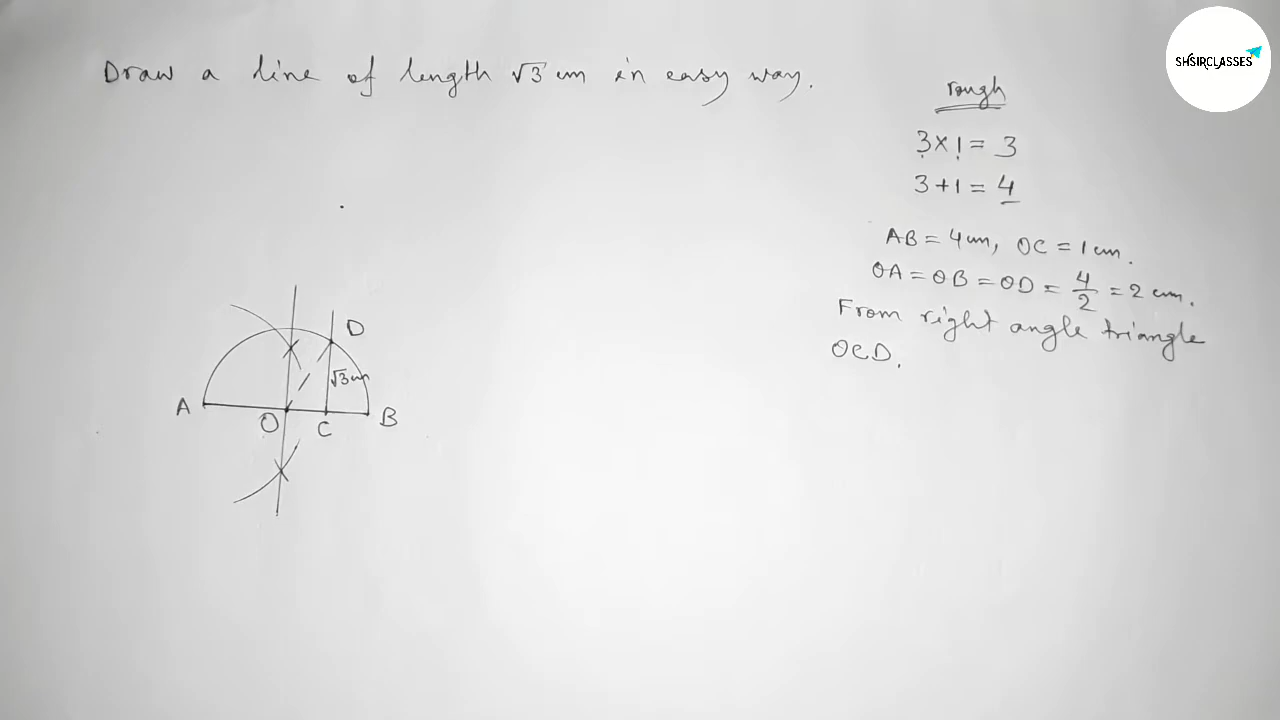 Draw a line of length √3 cm in easy way.
SHSIRCLASSES
rough
3×1 = 3
3+1 = 4
AB = 4 cm, OC = 1 cm.
OA = OB = OD = 4/2 = 2 cm.
From right angle triangle
OCD.
D
√3 cm
A
O
C
B